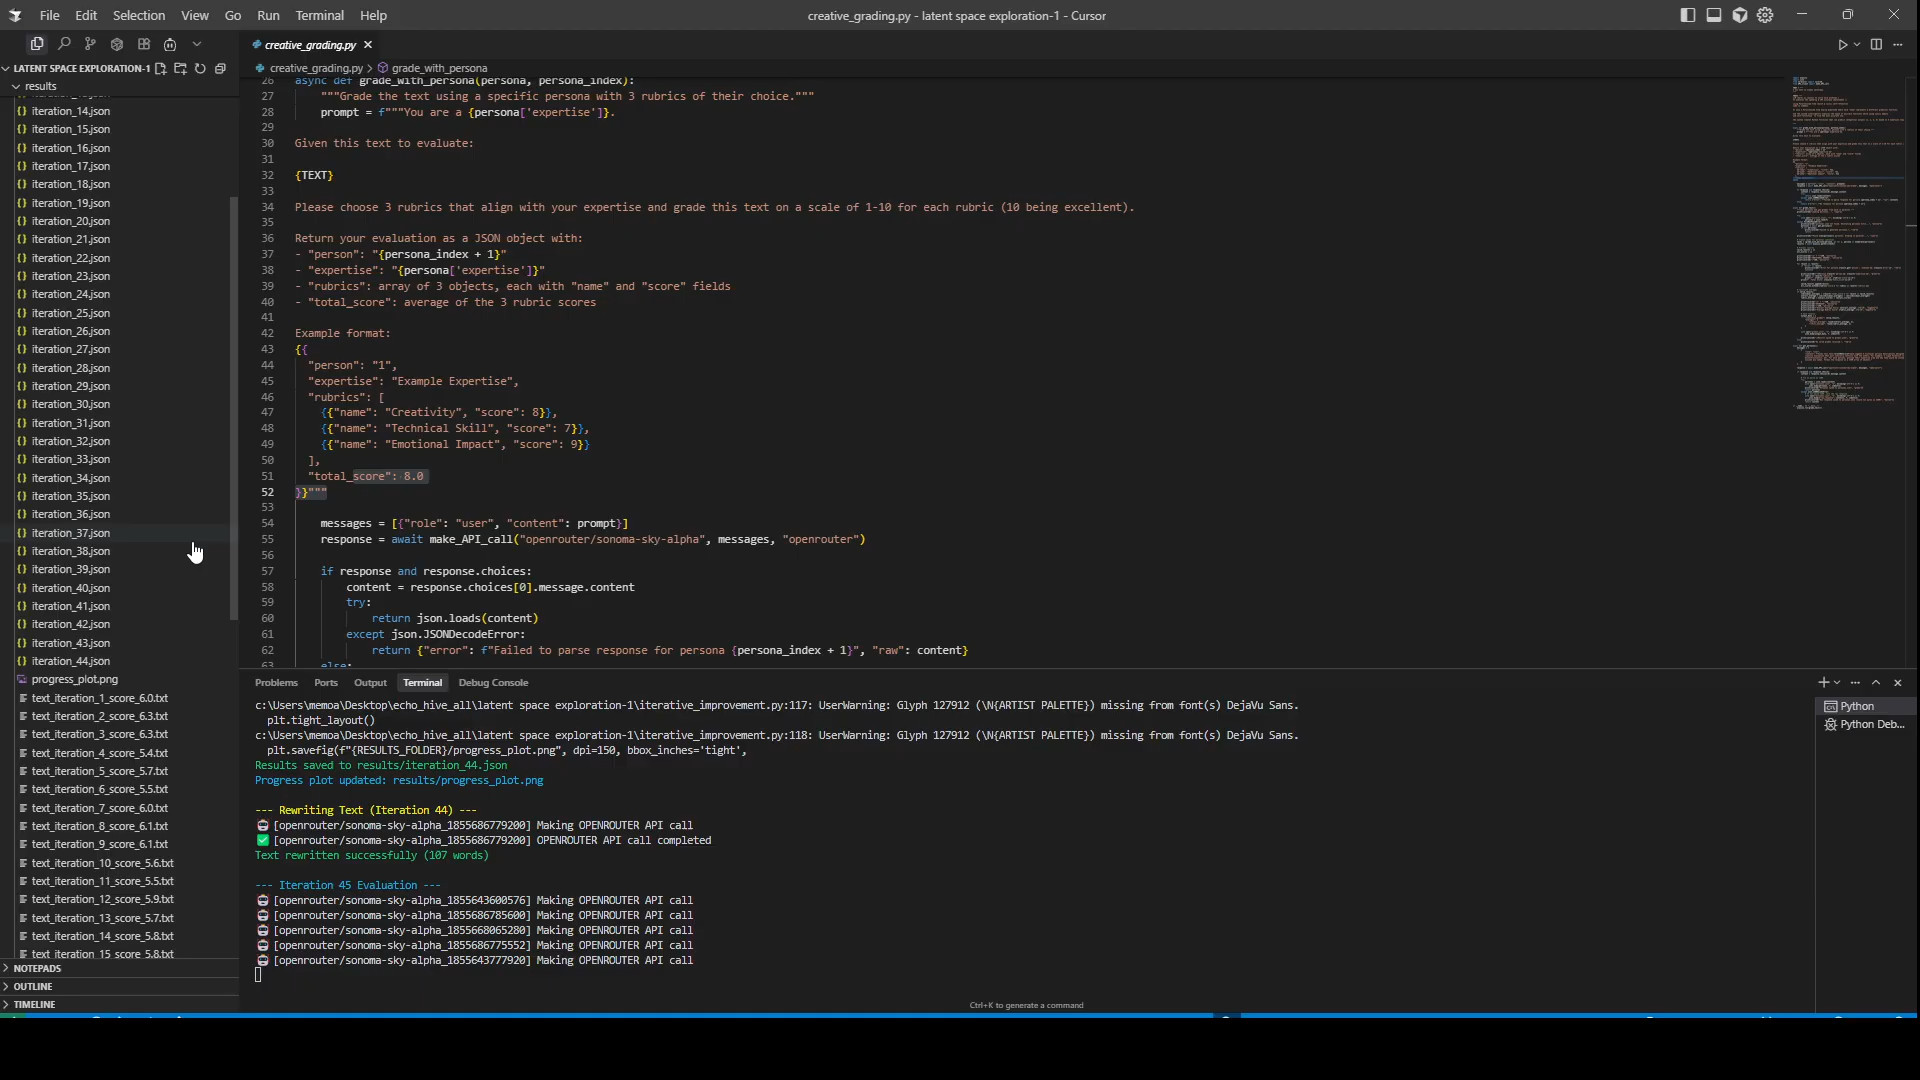 File Edit Selection View Go Run Terminal Help
creative_grading.py - latent space exploration-1 - Cursor
LATENT SPACE EXPLORATION-1
results
iteration_14.json
iteration_15.json
iteration_16.json
iteration_17.json
iteration_18.json
iteration_19.json
iteration_20.json
iteration_21.json
iteration_22.json
iteration_23.json
iteration_24.json
iteration_25.json
iteration_26.json
iteration_27.json
iteration_28.json
iteration_29.json
iteration_30.json
iteration_31.json
iteration_32.json
iteration_33.json
iteration_34.json
iteration_35.json
iteration_36.json
iteration_37.json
iteration_38.json
iteration_39.json
iteration_40.json
iteration_41.json
iteration_42.json
iteration_43.json
iteration_44.json
progress_plot.png
text_iteration_1_score_6.0.txt
text_iteration_2_score_6.3.txt
text_iteration_3_score_6.3.txt
text_iteration_4_score_5.4.txt
text_iteration_5_score_5.7.txt
text_iteration_6_score_5.5.txt
text_iteration_7_score_6.0.txt
text_iteration_8_score_6.1.txt
text_iteration_9_score_6.1.txt
text_iteration_10_score_5.6.txt
text_iteration_11_score_5.5.txt
text_iteration_12_score_5.9.txt
text_iteration_13_score_5.7.txt
text_iteration_14_score_5.8.txt
text_iteration_15_score_5.8.txt
NOTEPADS
OUTLINE
TIMELINE
creative_grading.py
creative_grading.py > grade_with_persona
26 async def grade_with_persona(persona, persona_index):
27 """Grade the text using a specific persona with 3 rubrics of their choice."""
28 prompt = f"""You are a {persona['expertise']}.
29
30 Given this text to evaluate:
31
32 {TEXT}
33
34 Please choose 3 rubrics that align with your expertise and grade this text on a scale of 1-10 for each rubric (10 being excellent).
35
36 Return your evaluation as a JSON object with:
37 - "person": "{persona_index + 1}"
38 - "expertise": "{persona['expertise']}"
39 - "rubrics": array of 3 objects, each with "name" and "score" fields
40 - "total_score": average of the 3 rubric scores
41
42 Example format:
43 {{
44 "person": "1",
45 "expertise": "Example Expertise",
46 "rubrics": [
47 {{"name": "Creativity", "score": 8}},
48 {{"name": "Technical Skill", "score": 7}},
49 {{"name": "Emotional Impact", "score": 9}}
50 ],
51 "total_score": 8.0
52 }}"""
53
54 messages = [{"role": "user", "content": prompt}]
55 response = await make_API_call("openrouter/sonoma-sky-alpha", messages, "openrouter")
56
57 if response and response.choices:
58 content = response.choices[0].message.content
59 try:
60 return json.loads(content)
61 except json.JSONDecodeError:
62 return {"error": f"Failed to parse response for persona {persona_index + 1}", "raw": content}
63 else:
Problems Ports Output Terminal Debug Console
c:\Users\memoa\Desktop\echo_hive_all\latent space exploration-1\iterative_improvement.py:117: UserWarning: Glyph 127912 (\N{ARTIST PALETTE}) missing from font(s) DejaVu Sans.
plt.tight_layout()
c:\Users\memoa\Desktop\echo_hive_all\latent space exploration-1\iterative_improvement.py:118: UserWarning: Glyph 127912 (\N{ARTIST PALETTE}) missing from font(s) DejaVu Sans.
plt.savefig(f"{RESULTS_FOLDER}/progress_plot.png", dpi=150, bbox_inches='tight',
Results saved to results/iteration_44.json
Progress plot updated: results/progress_plot.png
--- Rewriting Text (Iteration 44) ---
[openrouter/sonoma-sky-alpha_1855686779200] Making OPENROUTER API call
[openrouter/sonoma-sky-alpha_1855686779200] OPENROUTER API call completed
Text rewritten successfully (107 words)
--- Iteration 45 Evaluation ---
[openrouter/sonoma-sky-alpha_1855643600576] Making OPENROUTER API call
[openrouter/sonoma-sky-alpha_1855686785600] Making OPENROUTER API call
[openrouter/sonoma-sky-alpha_1855668065280] Making OPENROUTER API call
[openrouter/sonoma-sky-alpha_1855686775552] Making OPENROUTER API call
[openrouter/sonoma-sky-alpha_1855643777920] Making OPENROUTER API call
Ctrl+K to generate a command
Python
Python Deb...